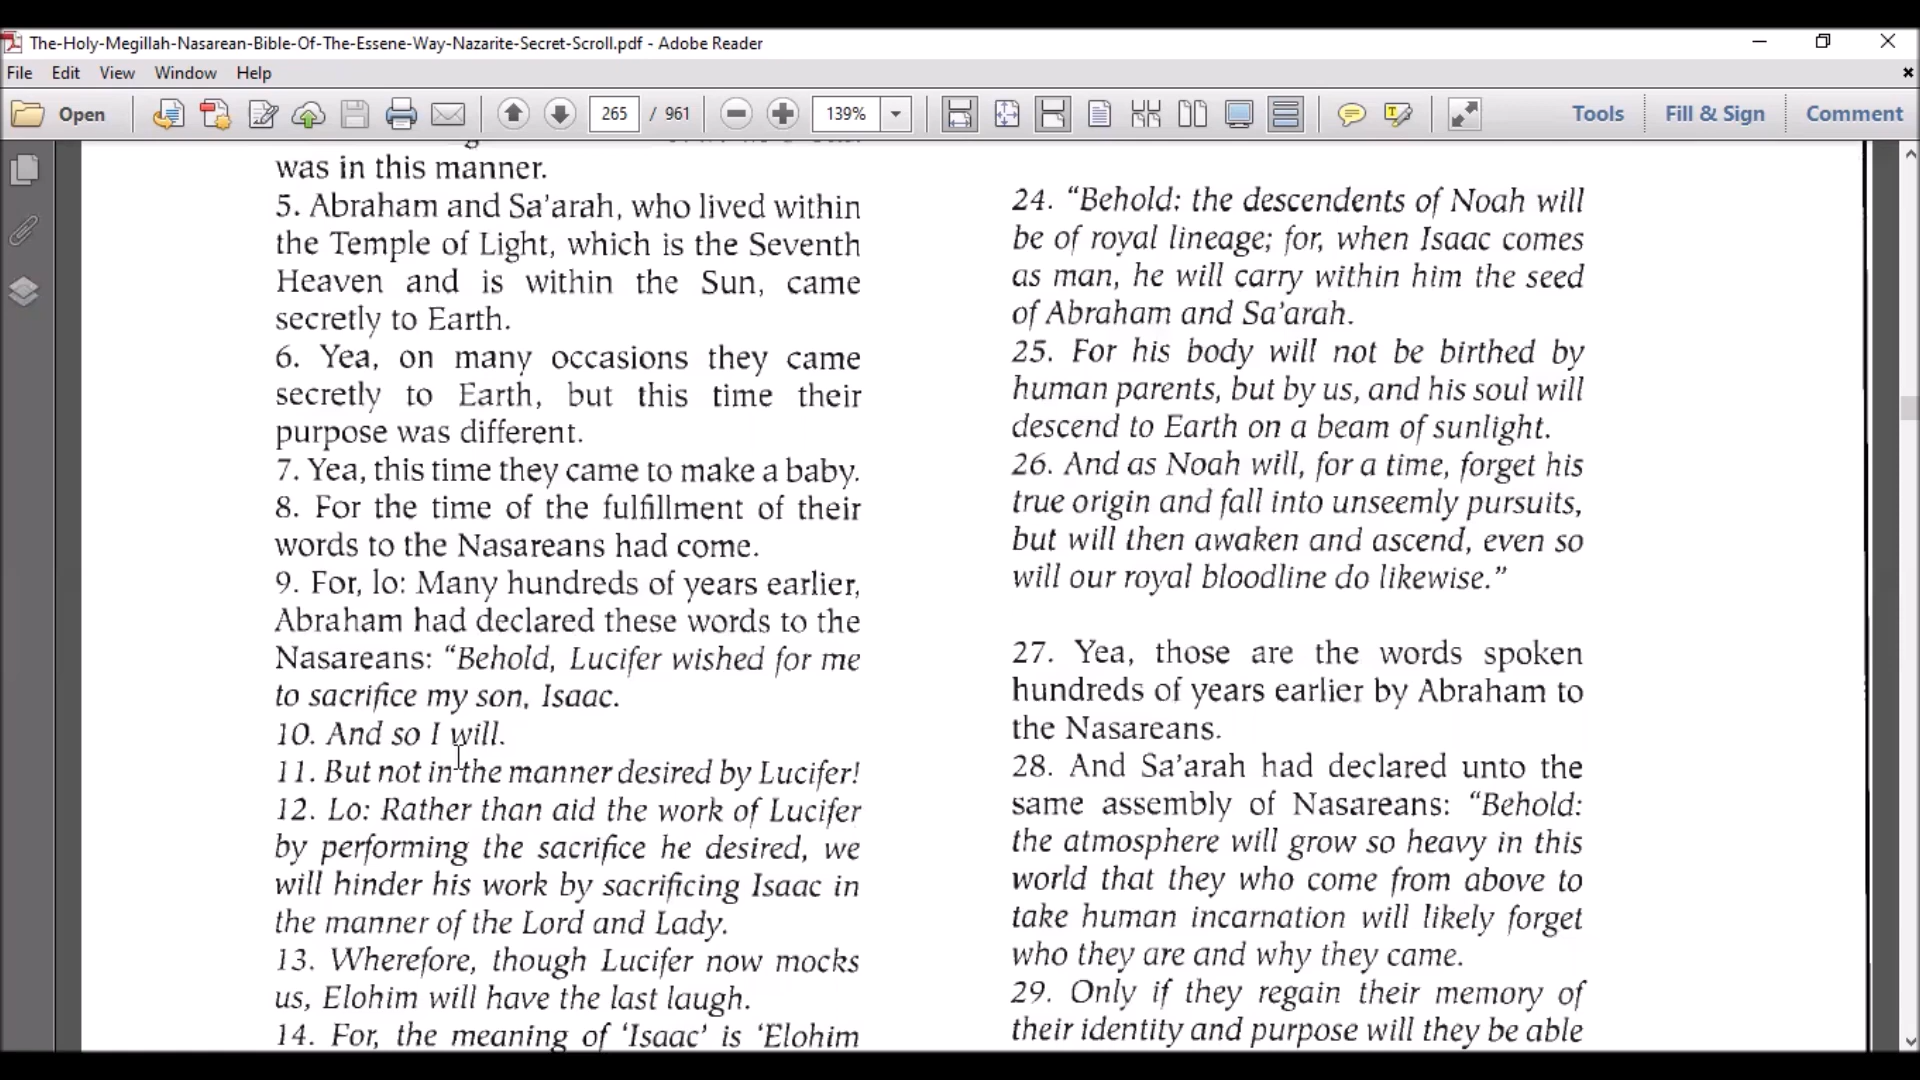 The-Holy-Megillah-Nasarean-Bible-Of-The-Essene-Way-Nazarite-Secret-Scroll.pdf - Adobe Reader
File Edit View Window Help
Open 265 / 961 139% Tools Fill & Sign Comment
was in this manner.
5. Abraham and Sa’arah, who lived within
the Temple of Light, which is the Seventh
Heaven and is within the Sun, came
secretly to Earth.
6. Yea, on many occasions they came
secretly to Earth, but this time their
purpose was different.
7. Yea, this time they came to make a baby.
8. For the time of the fulfillment of their
words to the Nasareans had come.
9. For, lo: Many hundreds of years earlier,
Abraham had declared these words to the
Nasareans: “Behold, Lucifer wished for me
to sacrifice my son, Isaac.
10. And so I will.
11. But not in the manner desired by Lucifer!
12. Lo: Rather than aid the work of Lucifer
by performing the sacrifice he desired, we
will hinder his work by sacrificing Isaac in
the manner of the Lord and Lady.
13. Wherefore, though Lucifer now mocks
us, Elohim will have the last laugh.
14. For, the meaning of ‘Isaac’ is ‘Elohim
24. “Behold: the descendents of Noah will
be of royal lineage; for, when Isaac comes
as man, he will carry within him the seed
of Abraham and Sa’arah.
25. For his body will not be birthed by
human parents, but by us, and his soul will
descend to Earth on a beam of sunlight.
26. And as Noah will, for a time, forget his
true origin and fall into unseemly pursuits,
but will then awaken and ascend, even so
will our royal bloodline do likewise.”
27. Yea, those are the words spoken
hundreds of years earlier by Abraham to
the Nasareans.
28. And Sa’arah had declared unto the
same assembly of Nasareans: “Behold:
the atmosphere will grow so heavy in this
world that they who come from above to
take human incarnation will likely forget
who they are and why they came.
29. Only if they regain their memory of
their identity and purpose will they be able